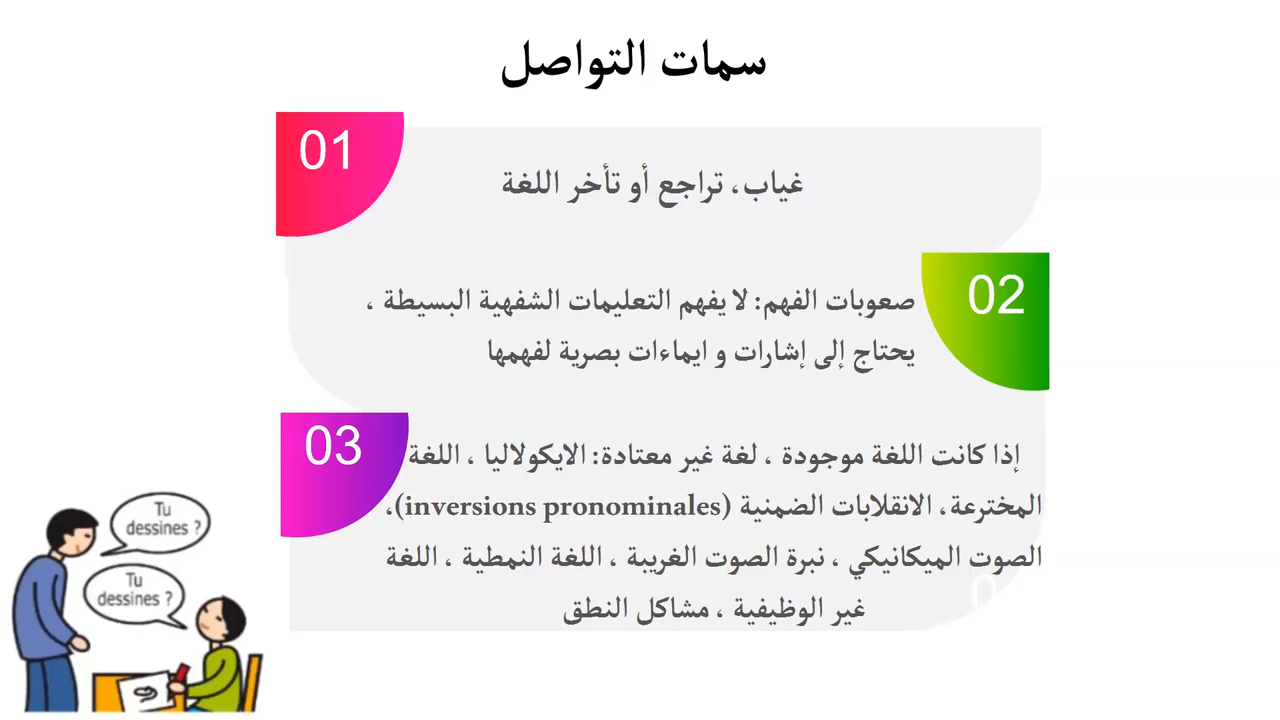 سمات التواصل
01
غياب، تراجع أو تأخر اللغة
02
صعوبات الفهم: لا يفهم التعليمات الشفهية البسيطة ،
يحتاج إلى إشارات و ايماءات بصرية لفهمها
03
إذا كانت اللغة موجودة ، لغة غير معتادة: الايكولاليا ، اللغة
المخترعة، الانقلابات الضمنية (inversions pronominales)،
الصوت الميكانيكي ، نبرة الصوت الغريبة ، اللغة النمطية ، اللغة
غير الوظيفية ، مشاكل النطق
Tu
dessines ?
Tu
dessines ?